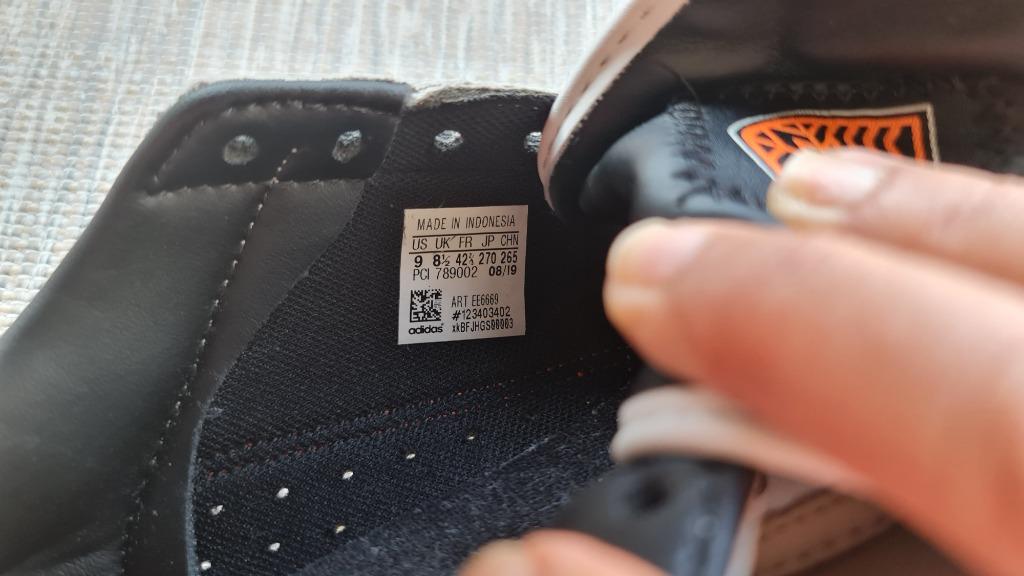 MADE IN INDONESIA
US UK FR JP CHN
9 8½ 42⅔ 270 265
PCI 789002 08/19
ART EE6669
#123403402
adidas xkBFJHGS00003